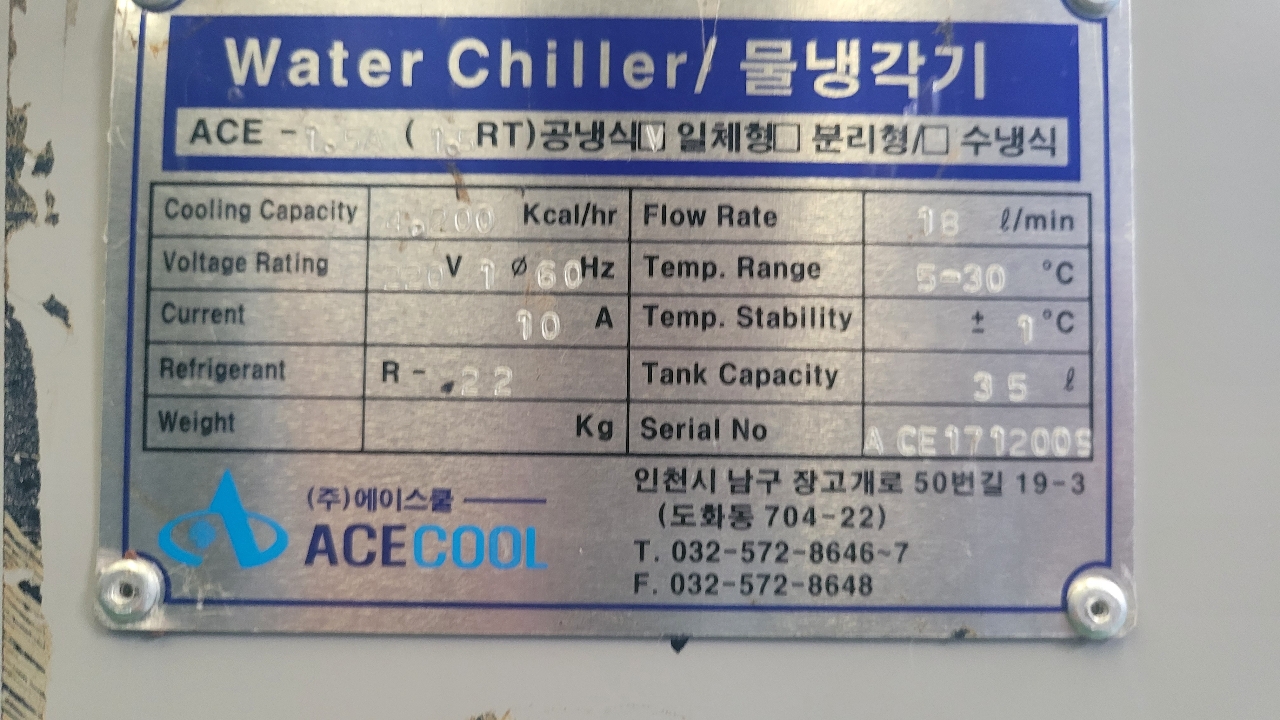 Water Chiller/ 물냉각기
ACE - ( 1.5 RT)공냉식☑ 일체형□ 분리형/□ 수냉식
Cooling Capacity Kcal/hr Flow Rate 18 ℓ/min
Voltage Rating 220 V 1 ø 60 Hz Temp. Range 5-30 °C
Current 10 A Temp. Stability ± 1 °C
Refrigerant R - 22 Tank Capacity 35 ℓ
Weight Kg Serial No ACE1712005
(주)에이스쿨
ACECOOL
인천시 남구 장고개로 50번길 19-3
(도화동 704-22)
T. 032-572-8646~7
F. 032-572-8648